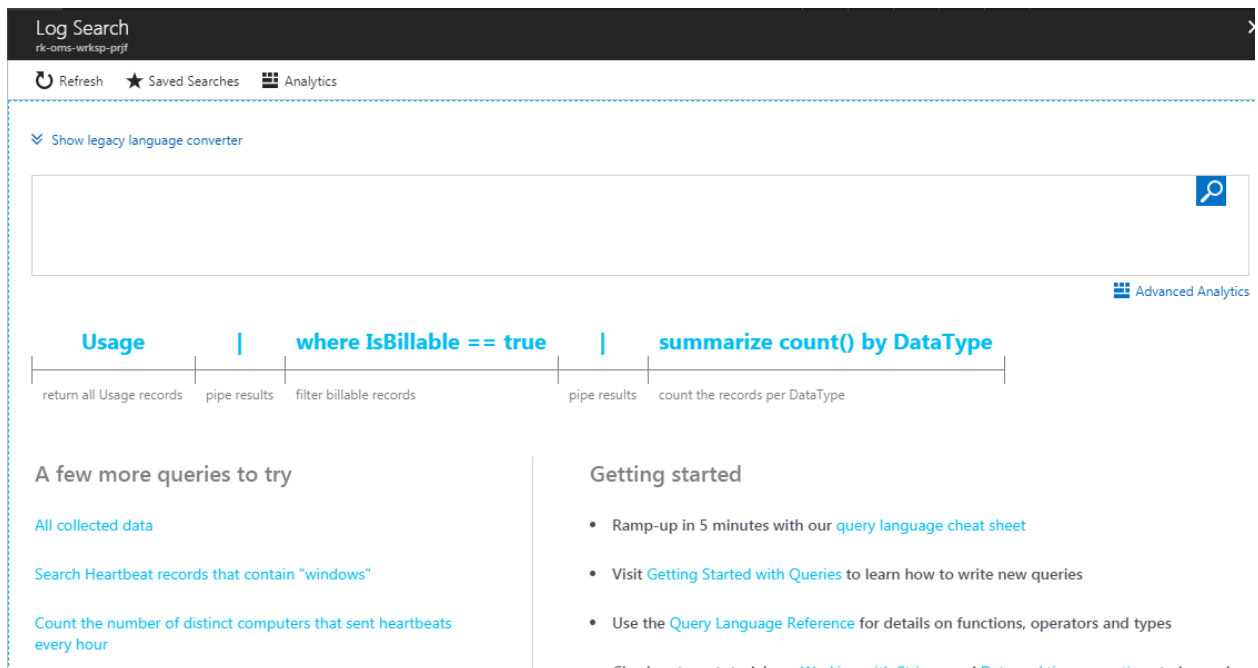 Log Search
rk-oms-wrksp-prjf
Refresh Saved Searches Analytics
Show legacy language converter
Advanced Analytics
Usage | where IsBillable == true | summarize count() by DataType
return all Usage records pipe results filter billable records pipe results count the records per DataType
A few more queries to try
All collected data
Search Heartbeat records that contain "windows"
Count the number of distinct computers that sent heartbeats
every hour
Getting started
• Ramp-up in 5 minutes with our query language cheat sheet
• Visit Getting Started with Queries to learn how to write new queries
• Use the Query Language Reference for details on functions, operators and types